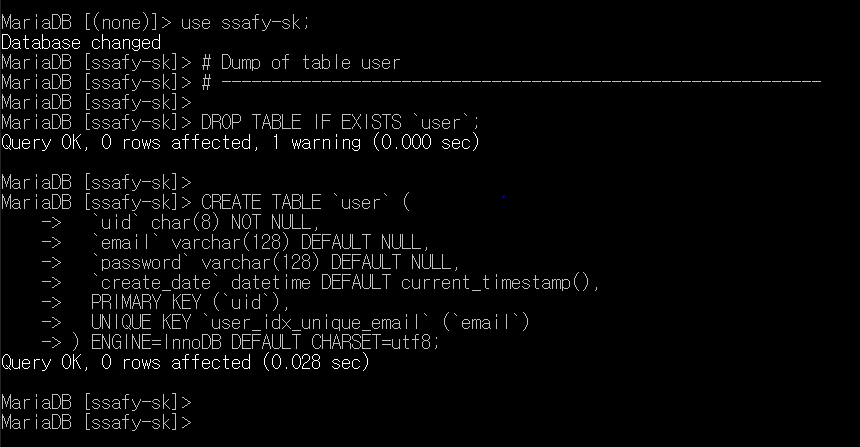 MariaDB [(none)]> use ssafy-sk;
Database changed
MariaDB [ssafy-sk]> # Dump of table user
MariaDB [ssafy-sk]> # ------------------------------------------------------------
MariaDB [ssafy-sk]>
MariaDB [ssafy-sk]> DROP TABLE IF EXISTS `user`;
Query OK, 0 rows affected, 1 warning (0.000 sec)
MariaDB [ssafy-sk]>
MariaDB [ssafy-sk]> CREATE TABLE `user` (
    ->   `uid` char(8) NOT NULL,
    ->   `email` varchar(128) DEFAULT NULL,
    ->   `password` varchar(128) DEFAULT NULL,
    ->   `create_date` datetime DEFAULT current_timestamp(),
    ->   PRIMARY KEY (`uid`),
    ->   UNIQUE KEY `user_idx_unique_email` (`email`)
    -> ) ENGINE=InnoDB DEFAULT CHARSET=utf8;
Query OK, 0 rows affected (0.028 sec)
MariaDB [ssafy-sk]>
MariaDB [ssafy-sk]>